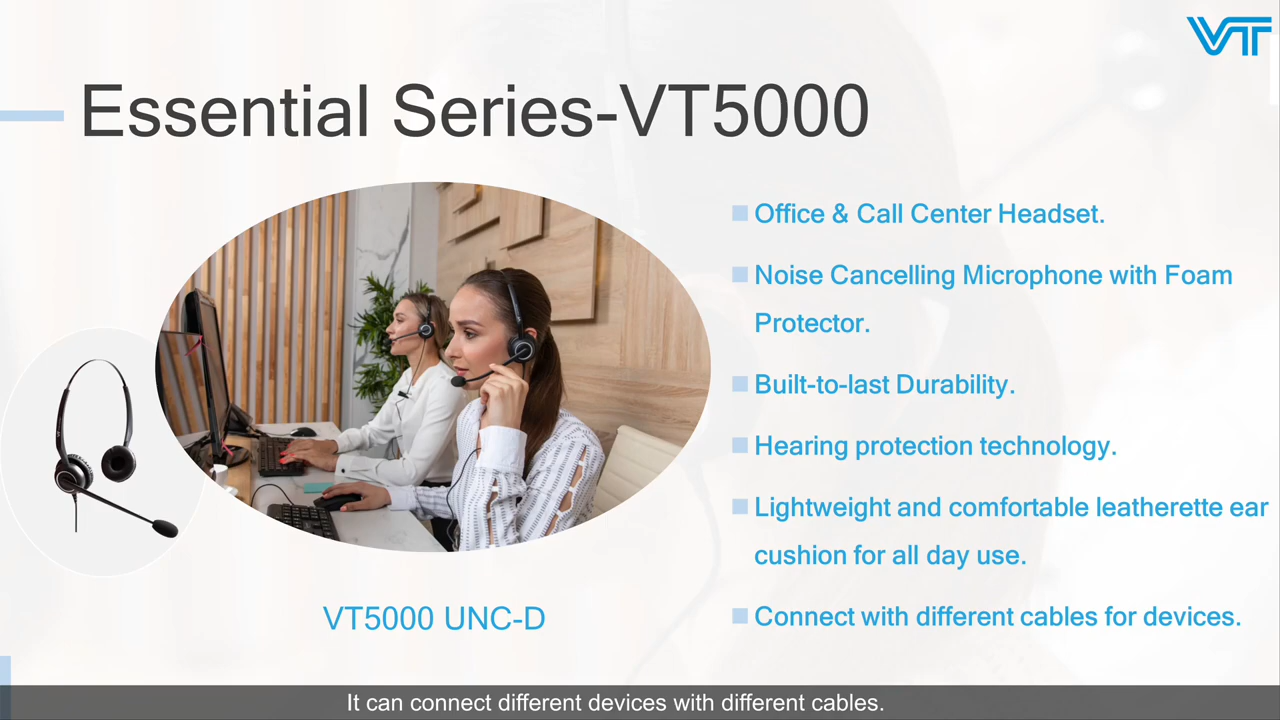 VT
Essential Series-VT5000
Office & Call Center Headset.
Noise Cancelling Microphone with Foam
Protector.
Built-to-last Durability.
Hearing protection technology.
Lightweight and comfortable leatherette ear
cushion for all day use.
Connect with different cables for devices.
VT5000 UNC-D
It can connect different devices with different cables.